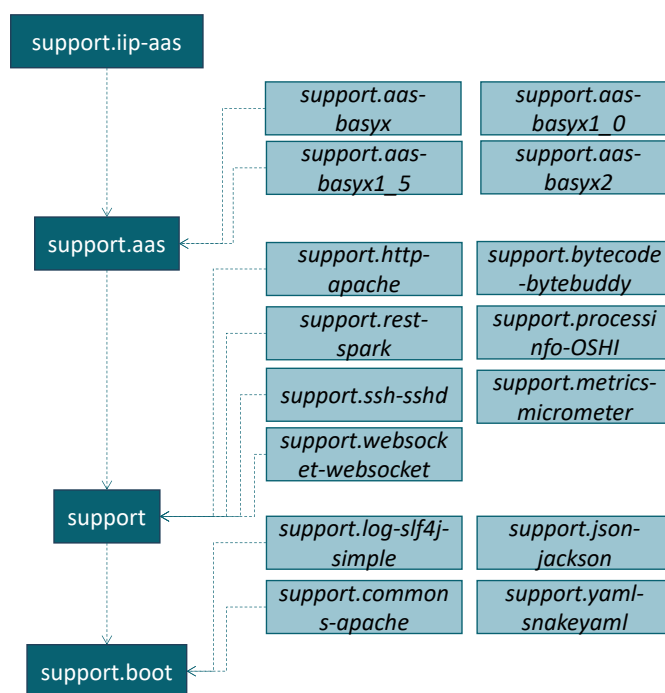 support.iip-aas
support.aas-
basyx
support.aas-
basyx1_0
support.aas-
basyx1_5
support.aas-
basyx2
support.aas
support.http-
apache
support.bytecode
-bytebuddy
support.rest-
spark
support.processi
nfo-OSHI
support.ssh-sshd
support.metrics-
micrometer
support.websock
et-websocket
support
support.log-slf4j-
simple
support.json-
jackson
support.common
s-apache
support.yaml-
snakeyaml
support.boot